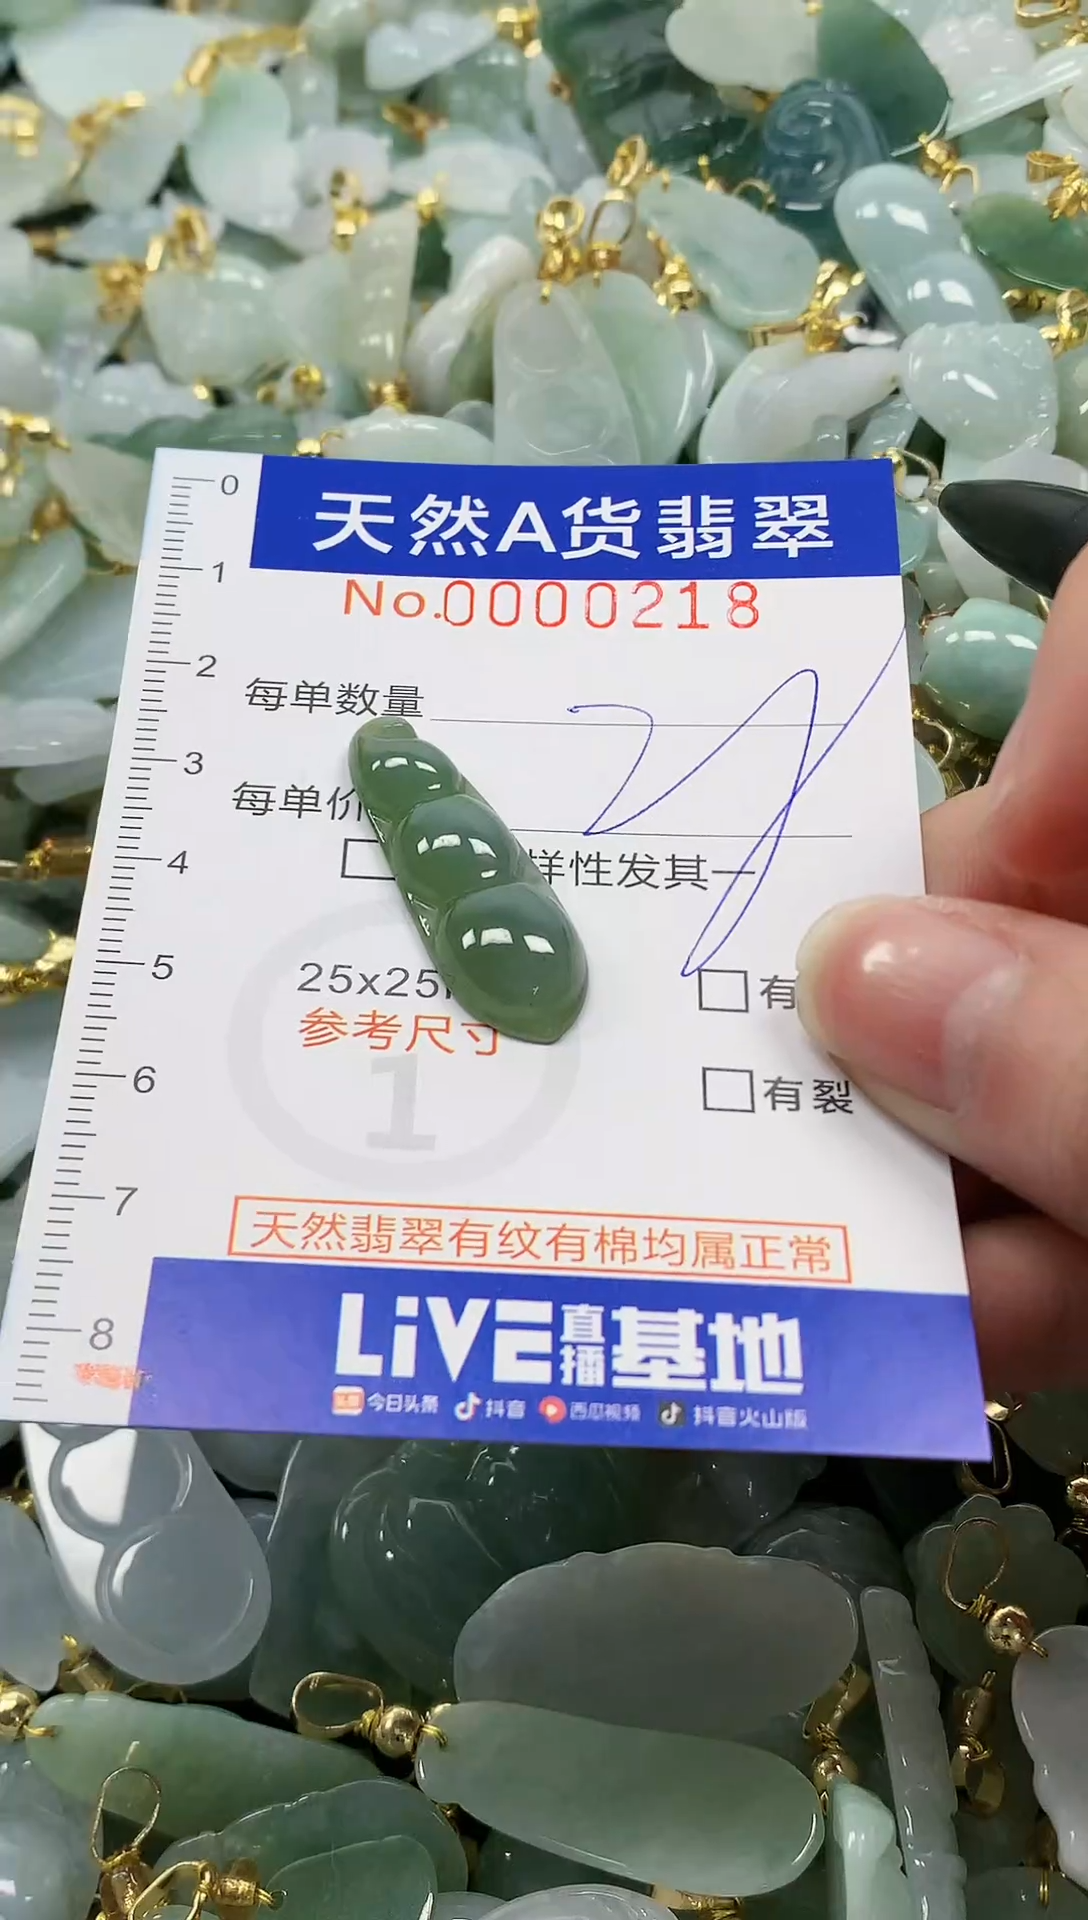 0
天然A货翡翠
1
No.0000218
2
每单数量
3
每单价
4
样性发其一
5
25x25
有
参考尺寸
1
6
有裂
7
天然翡翠有纹有棉均属正常
8
LiVE直播基地
今日头条 抖音 西瓜视频 抖音火山版